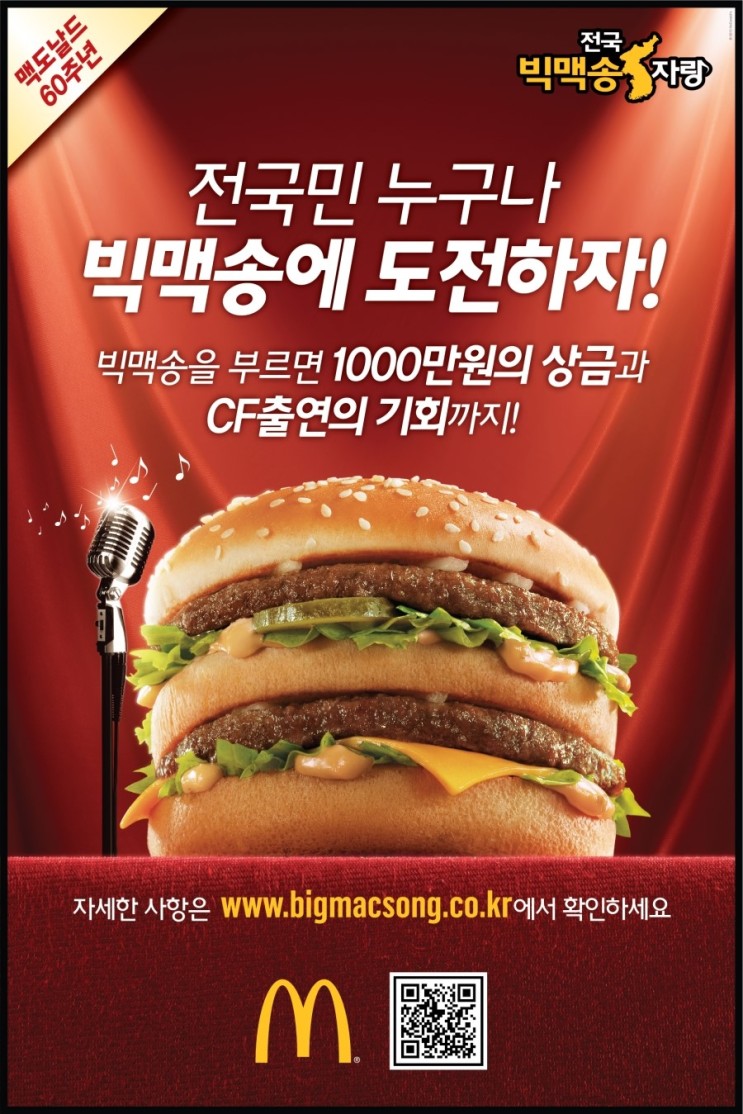 맥도날드
60주년
전국
빅맥송 자랑
전국민 누구나
빅맥송에 도전하자!
빅맥송을 부르면 1000만원의 상금과
CF출연의 기회까지!
자세한 사항은 www.bigmacsong.co.kr에서 확인하세요